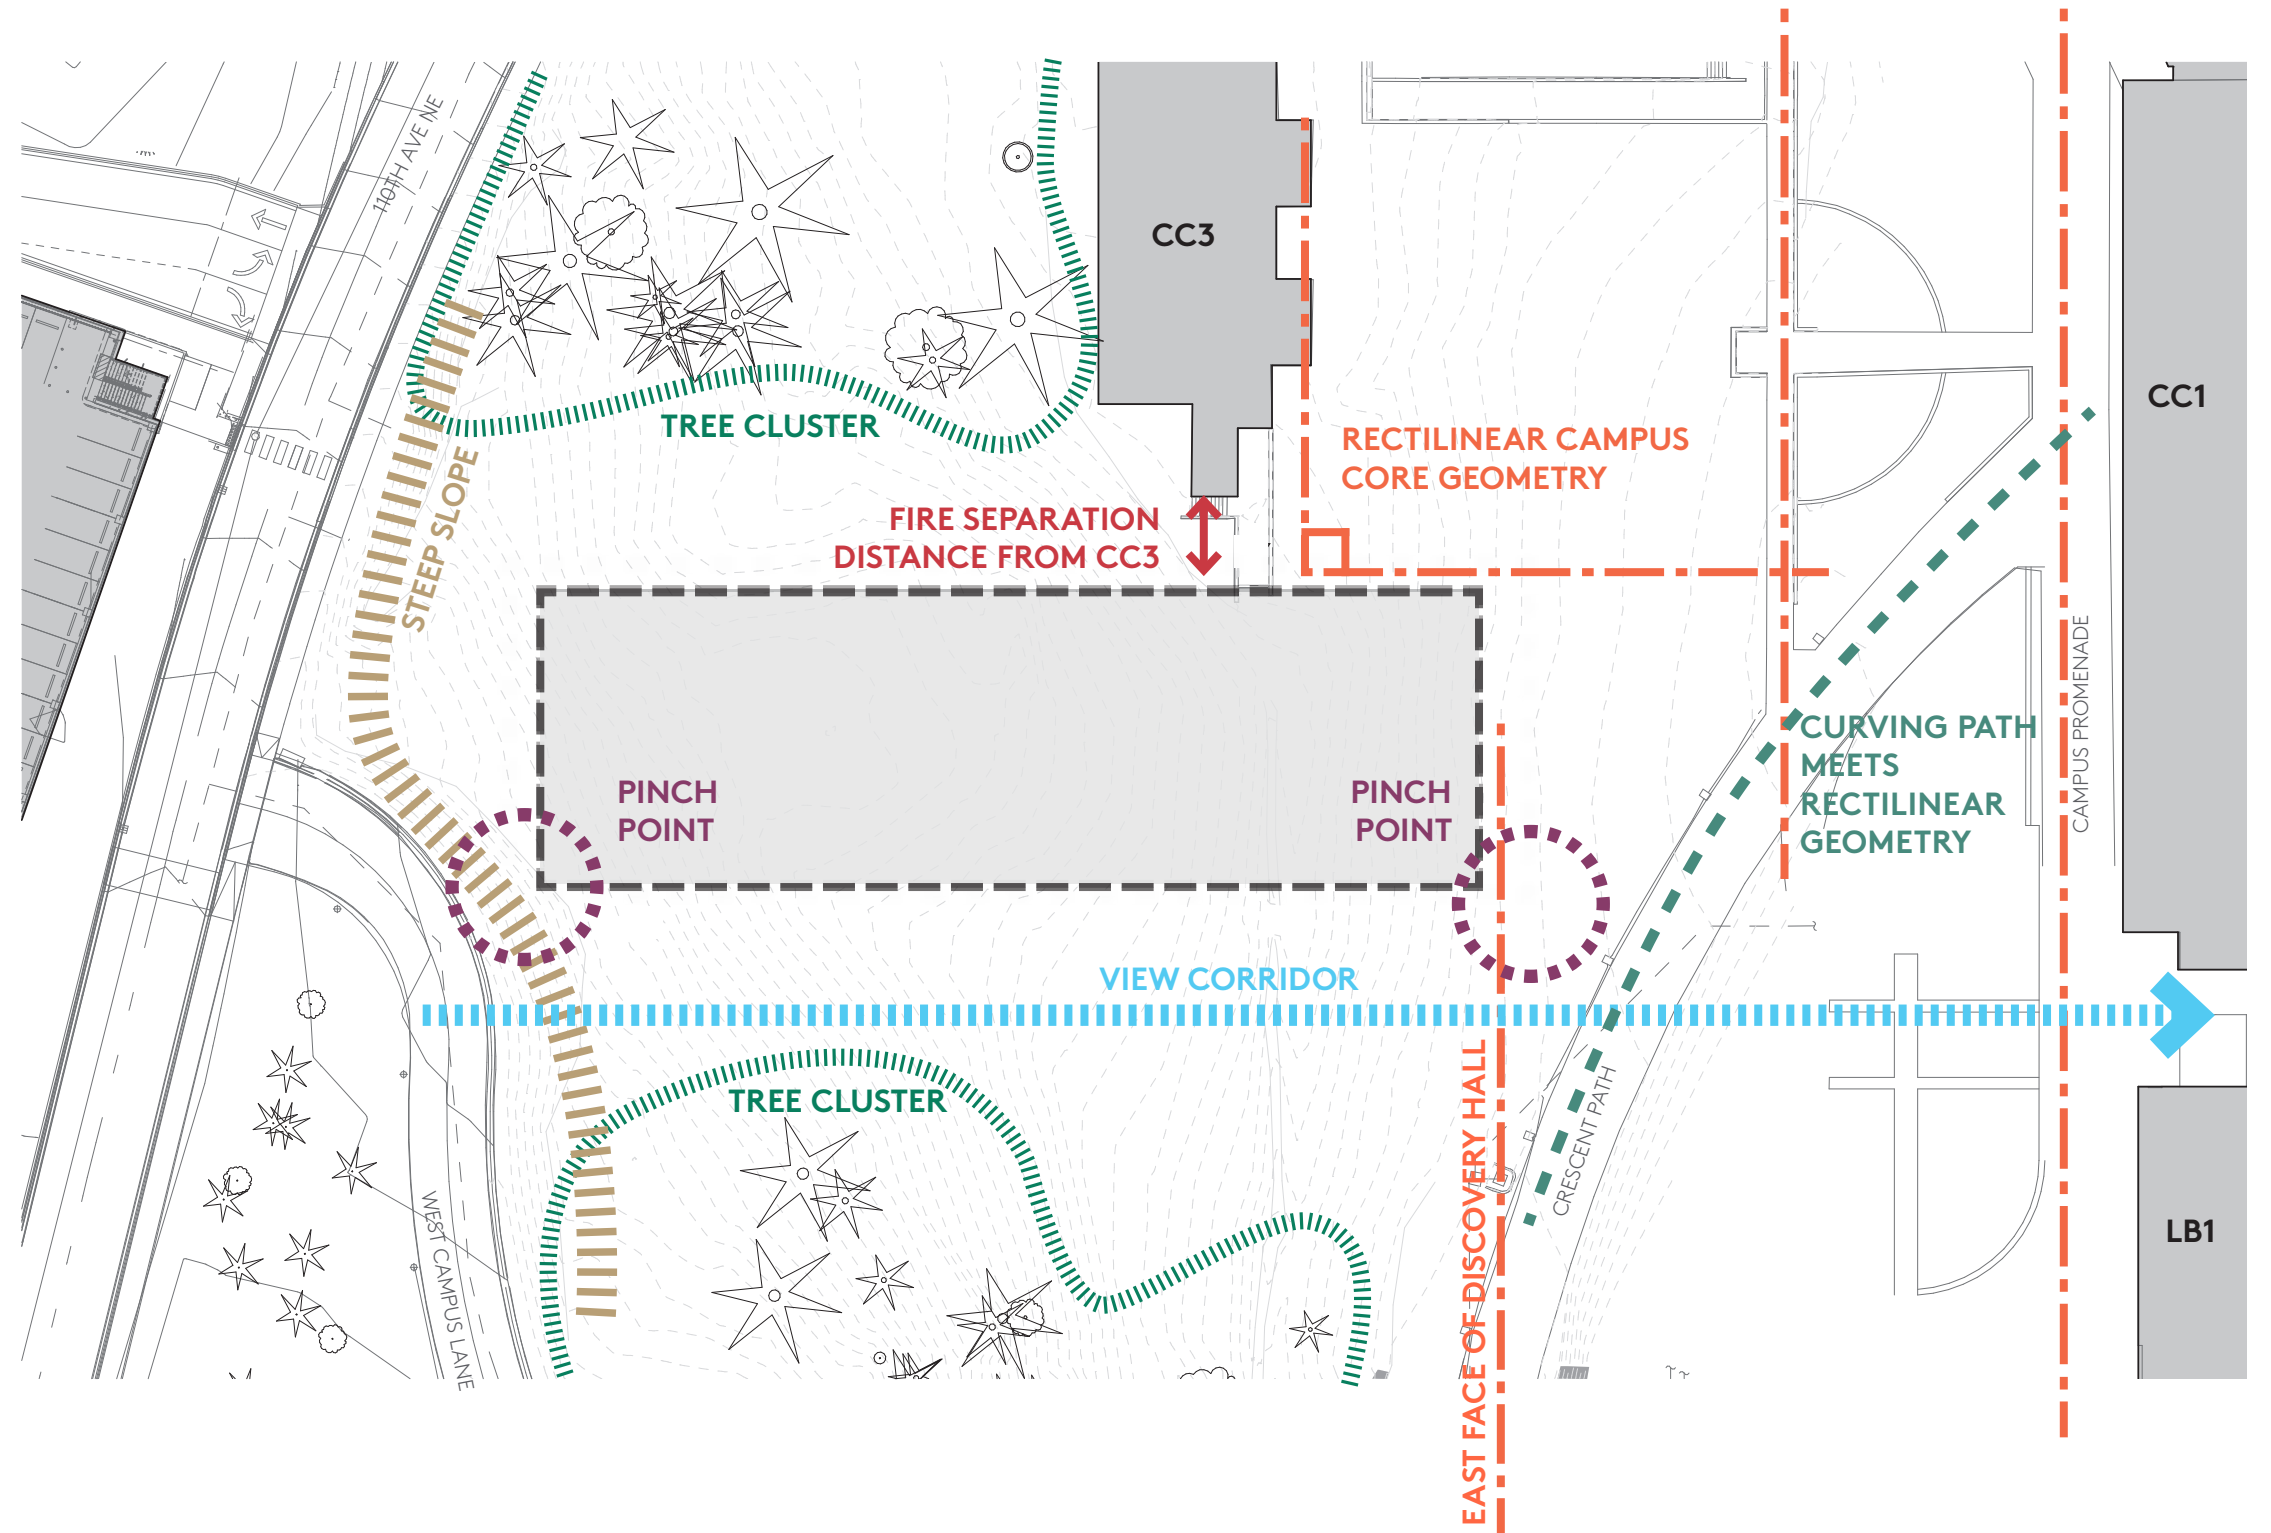 110TH AVE NE
CC3
CC1
TREE CLUSTER
RECTILINEAR CAMPUS
CORE GEOMETRY
STEEP SLOPE
FIRE SEPARATION
DISTANCE FROM CC3
CAMPUS PROMENADE
CURVING PATH
MEETS
RECTILINEAR
GEOMETRY
PINCH
POINT
PINCH
POINT
VIEW CORRIDOR
TREE CLUSTER
EAST FACE OF DISCOVERY HALL
CRESCENT PATH
WEST CAMPUS LANE
LB1